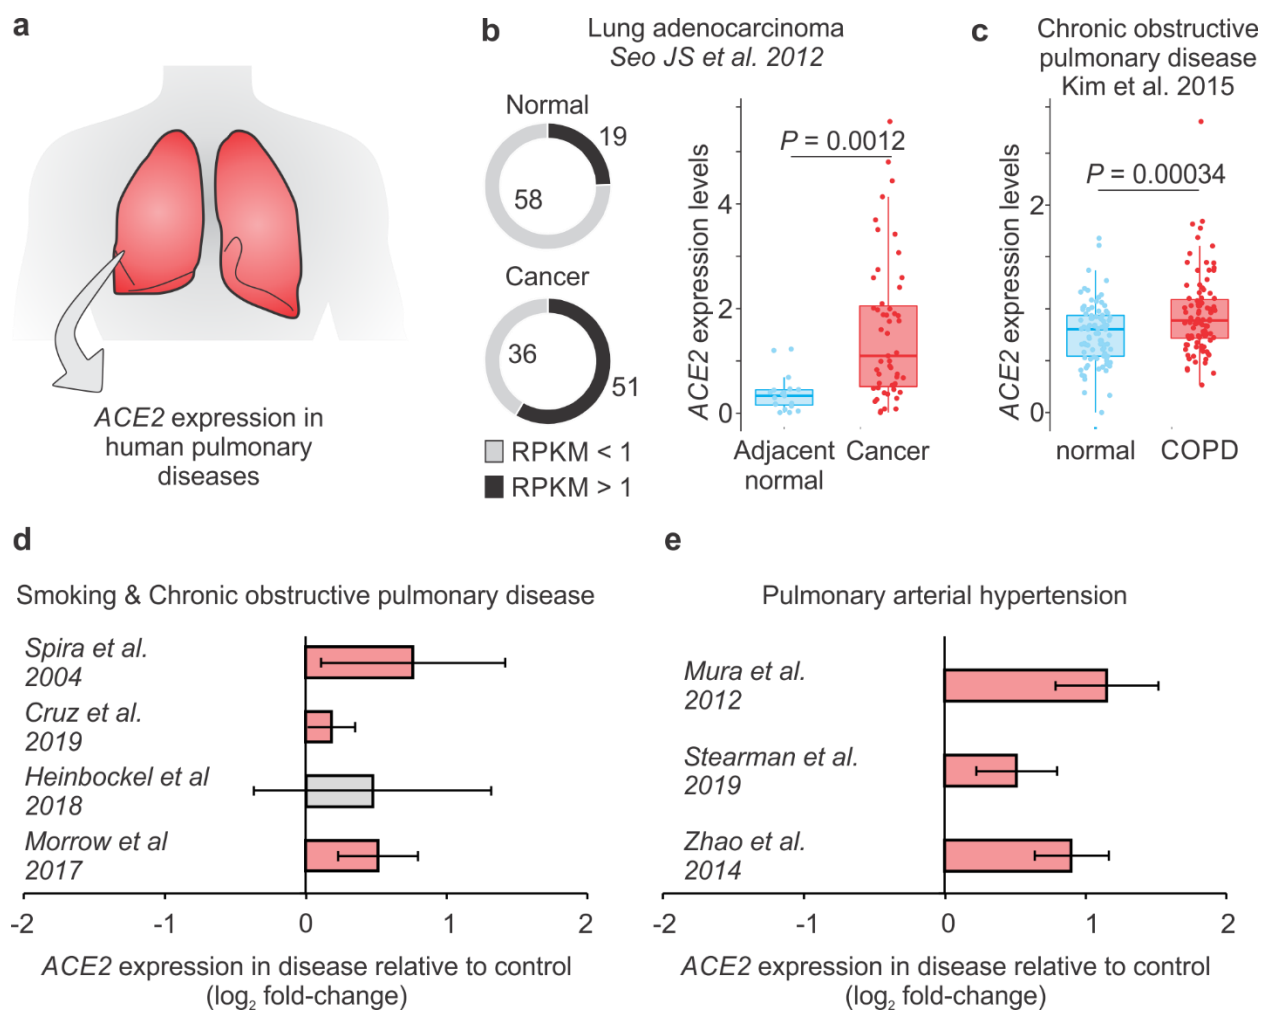 a
ACE2 expression in
human pulmonary
diseases
b
Lung adenocarcinoma
Seo JS et al. 2012
Normal
19
58
Cancer
36
51
RPKM < 1
RPKM > 1
ACE2 expression levels
P = 0.0012
4
2
0
Adjacent
normal
Cancer
c
Chronic obstructive
pulmonary disease
Kim et al. 2015
ACE2 expression levels
P = 0.00034
2
0
normal
COPD
d
Smoking & Chronic obstructive pulmonary disease
Spira et al.
2004
Cruz et al.
2019
Heinbockel et al
2018
Morrow et al
2017
-2 -1 0 1 2
ACE2 expression in disease relative to control
(log2 fold-change)
e
Pulmonary arterial hypertension
Mura et al.
2012
Stearman et al.
2019
Zhao et al.
2014
-2 -1 0 1 2
ACE2 expression in disease relative to control
(log2 fold-change)